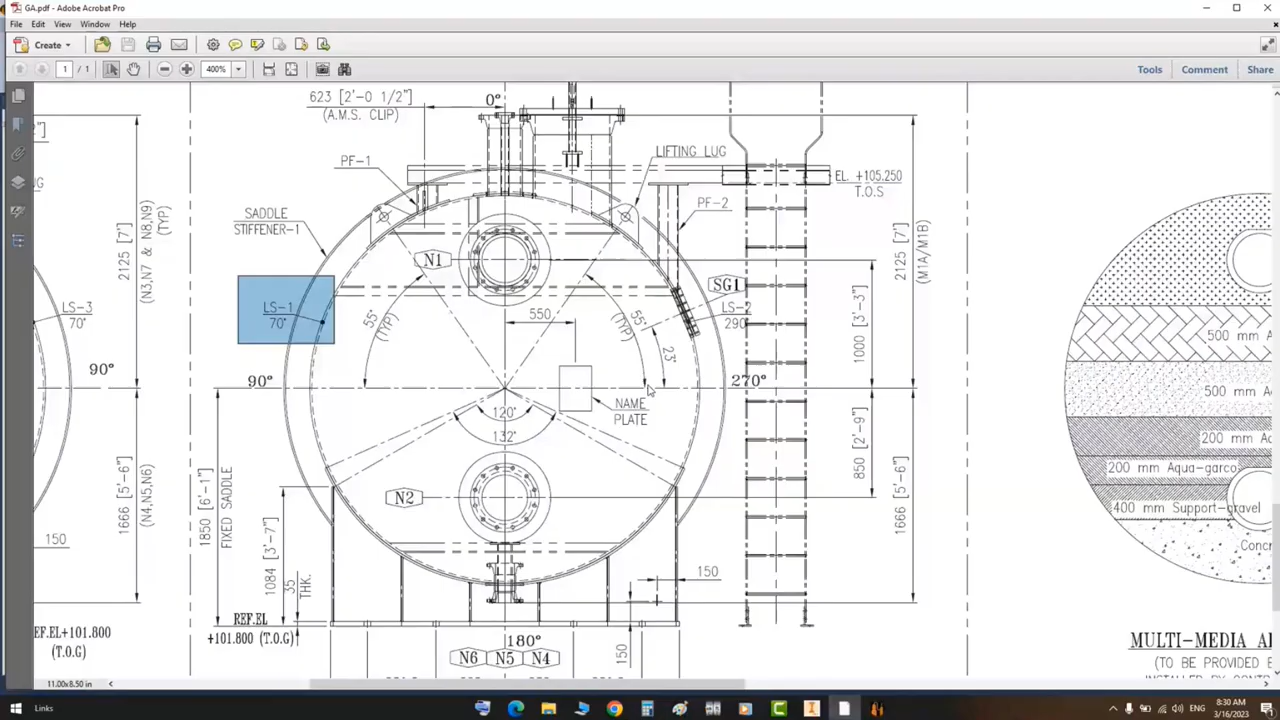 GA.pdf - Adobe Acrobat Pro
File Edit View Window Help
Create
1 / 1 400%
Tools Comment Share
623 [2'-0 1/2"]
(A.M.S. CLIP)
0°
LIFTING LUG
PF-1
EL. +105.250
T.O.S
SADDLE
STIFFENER-1
PF-2
2125 [7']
(N3,N7 & N8,N9)
(TYP)
2125 [7']
(M1A/M1B)
N1
SG1
LS-3
70°
LS-1
70°
LS-2
290°
55°
(TYP)
550
55°
(TYP)
23°
1000 [3'-3"]
500 mm A
90°
90°
270°
500 mm A
NAME
PLATE
120°
132°
850 [2'-9"]
200 mm A
200 mm Aqua-garco
1666 [5'-6"]
(N4,N5,N6)
1850 [6'-1"]
FIXED SADDLE
N2
1666 [5'-6"]
400 mm Support-gravel
Concr
150
1084 [3'-7"]
35
THK.
150
REF.EL
+101.800 (T.O.G)
EF.EL+101.800
(T.O.G)
180°
150
N6 N5 N4
MULTI-MEDIA A
(TO BE PROVIDED B
11.00x8.50 in
Links
ENG
8:30 AM
3/16/2023